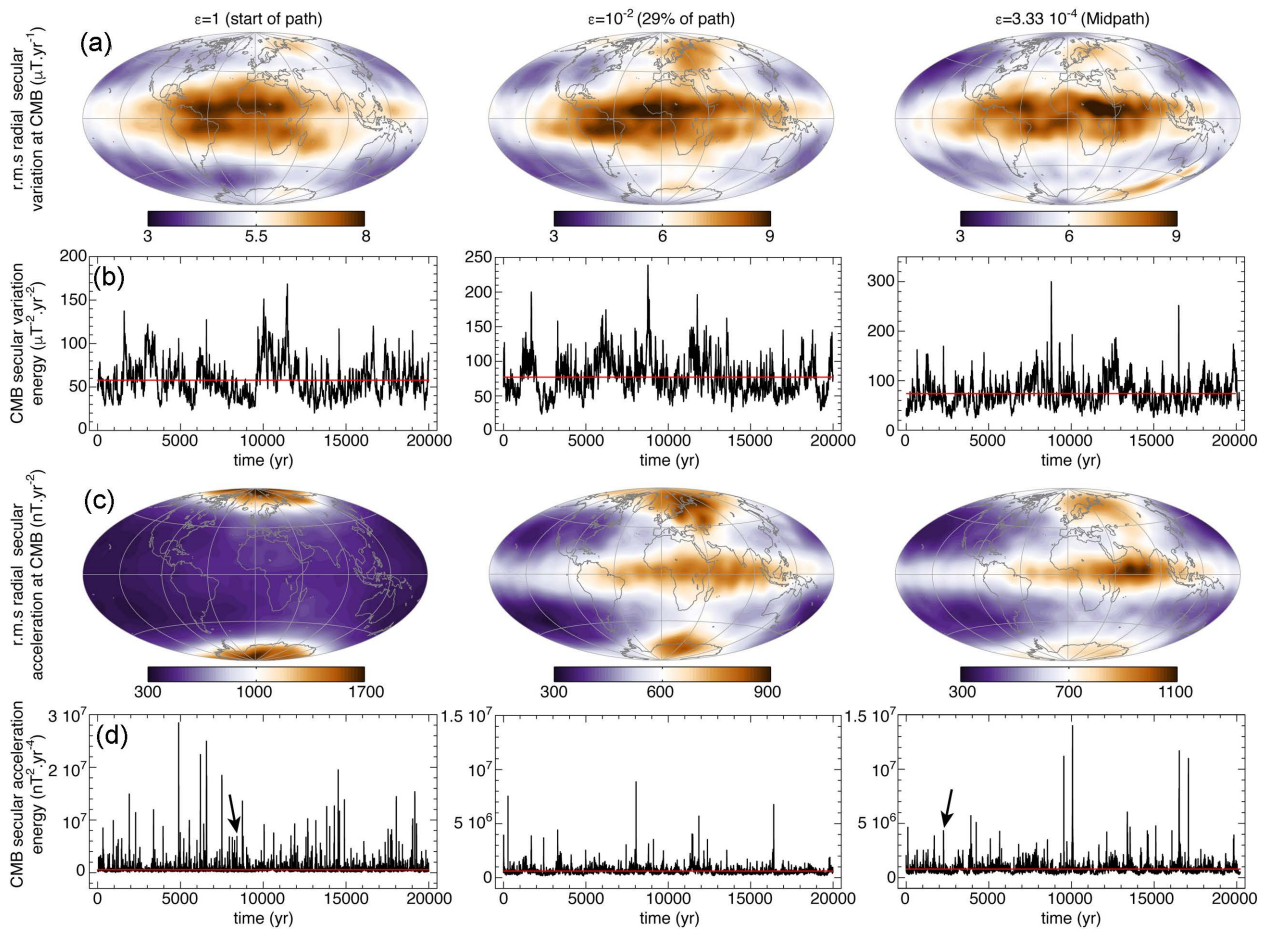 ε=1 (start of path) ε=10-2 (29% of path) ε=3.33 10-4 (Midpath)
(a)
r.m.s radial secular
variation at CMB (μT.yr-1)
3 5.5 8 3 6 9 3 6 9
(b)
CMB secular variation
energy (μT-2.yr-2)
200
150
100
50
0
250
200
150
100
50
0
300
200
100
0
0 5000 10000 15000 20000 0 5000 10000 15000 20000 0 5000 10000 15000 20000
time (yr) time (yr) time (yr)
(c)
r.m.s radial secular
acceleration at CMB (nT.yr-2)
300 1000 1700 300 600 900 300 700 1100
(d)
CMB secular acceleration
energy (nT2.yr-4)
3 107
2 107
1 107
0
1.5 107
1 107
5 106
0
1.5 107
1 107
5 106
0
0 5000 10000 15000 20000 0 5000 10000 15000 20000 0 5000 10000 15000 20000
time (yr) time (yr) time (yr)